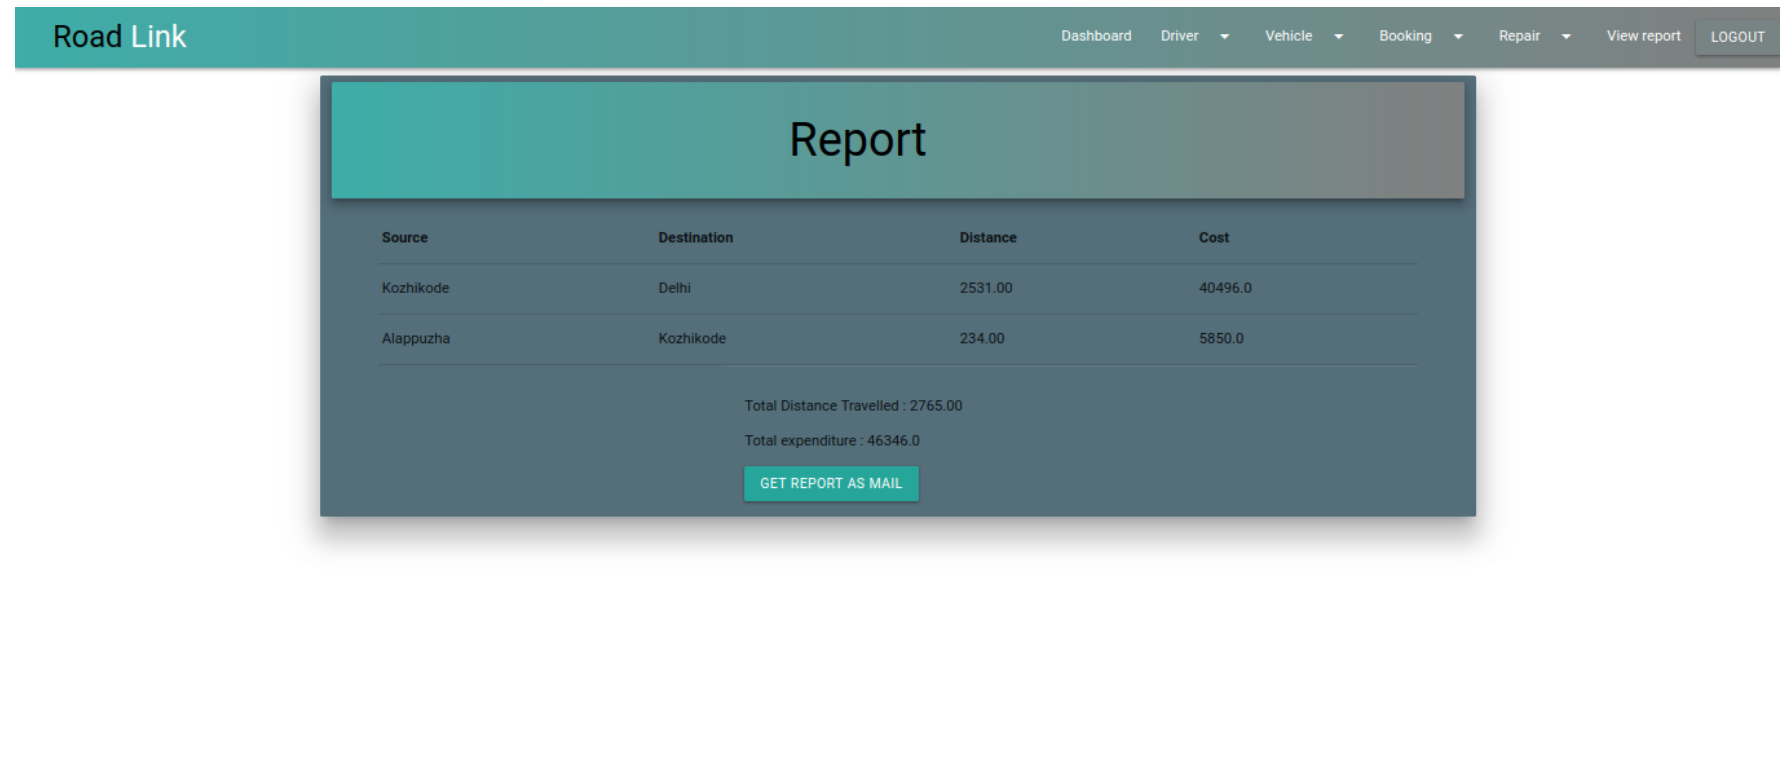 Road Link Dashboard Driver Vehicle Booking Repair View report LOGOUT
Report
Source Destination Distance Cost
Kozhikode Delhi 2531.00 40496.0
Alappuzha Kozhikode 234.00 5850.0
Total Distance Travelled : 2765.00
Total expenditure : 46346.0
GET REPORT AS MAIL